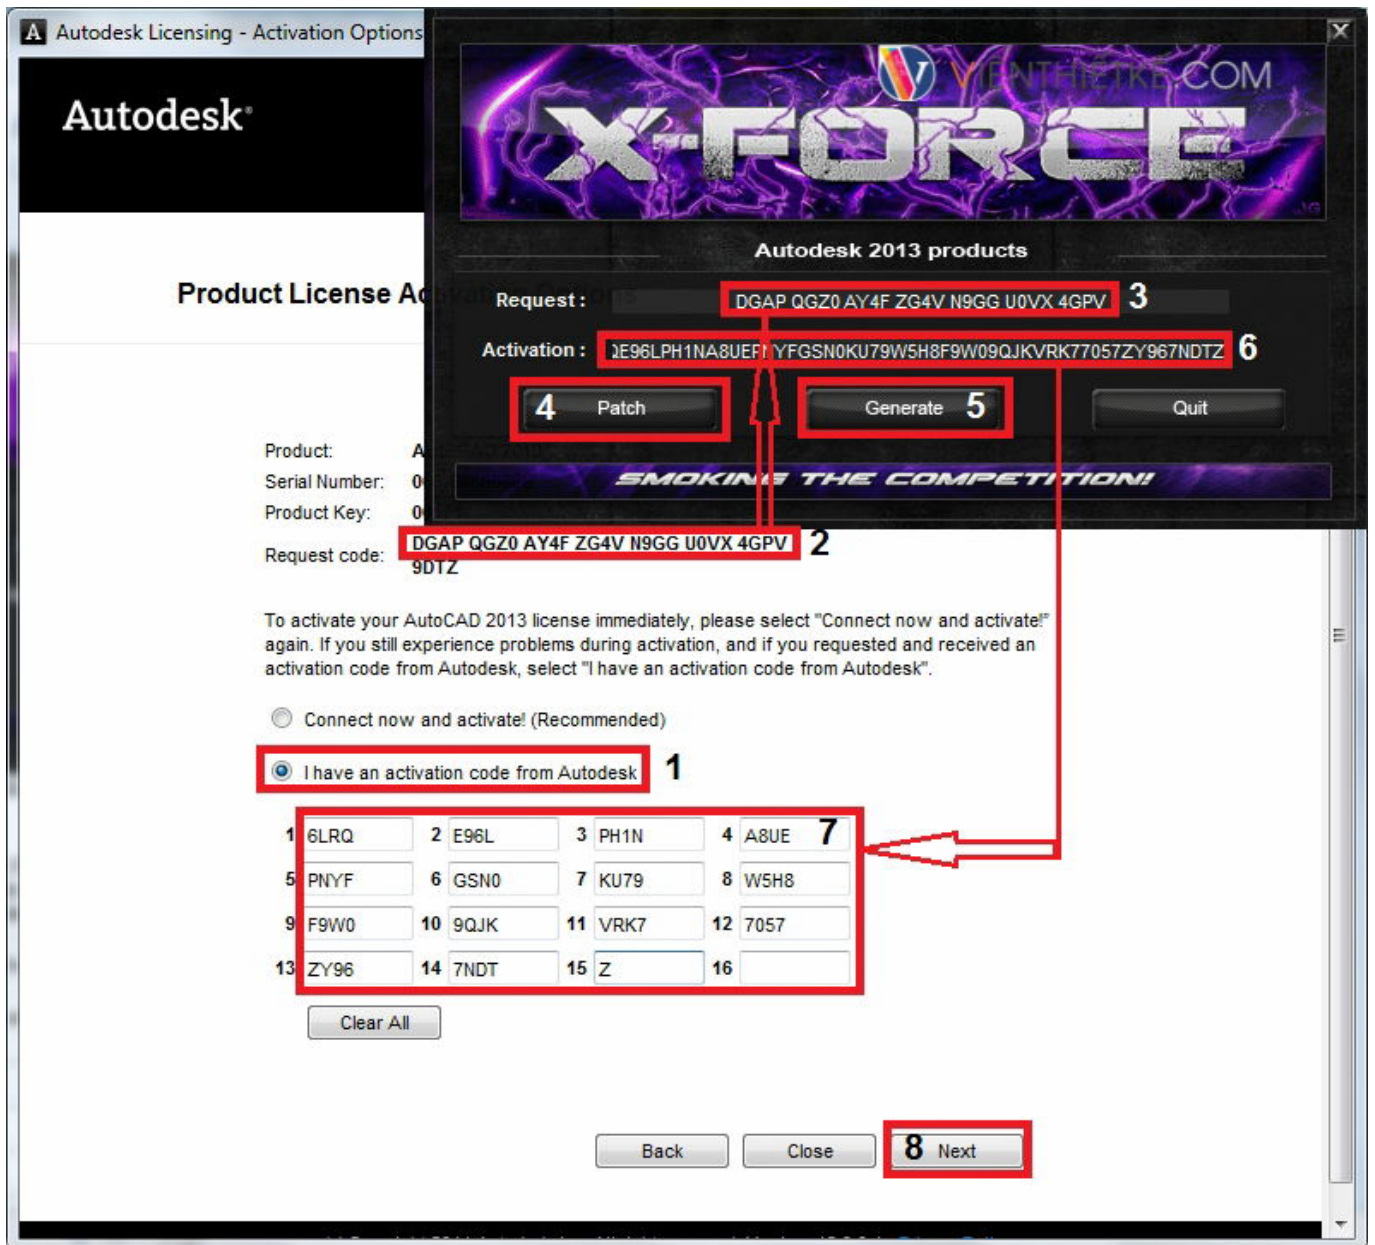 Autodesk Licensing - Activation Options
VIENTHIETKE.COM
X-FORCE
Autodesk
Autodesk 2013 products
Product License Activation Options
Request : DGAP QGZ0 AY4F ZG4V N9GG U0VX 4GPV 3
Activation : QE96LPH1NA8UEPNYFGSN0KU79W5H8F9W09QJKVRK77057ZY967NDTZ 6
4 Patch Generate 5 Quit
SMOKING THE COMPETITION!
Product:
Serial Number:
Product Key:
Request code: DGAP QGZ0 AY4F ZG4V N9GG U0VX 4GPV 2
9DTZ
To activate your AutoCAD 2013 license immediately, please select "Connect now and activate!"
again. If you still experience problems during activation, and if you requested and received an
activation code from Autodesk, select "I have an activation code from Autodesk".
Connect now and activate! (Recommended)
I have an activation code from Autodesk 1
1 6LRQ 2 E96L 3 PH1N 4 A8UE 7
5 PNYF 6 GSN0 7 KU79 8 W5H8
9 F9W0 10 9QJK 11 VRK7 12 7057
13 ZY96 14 7NDT 15 Z 16
Clear All
Back Close 8 Next